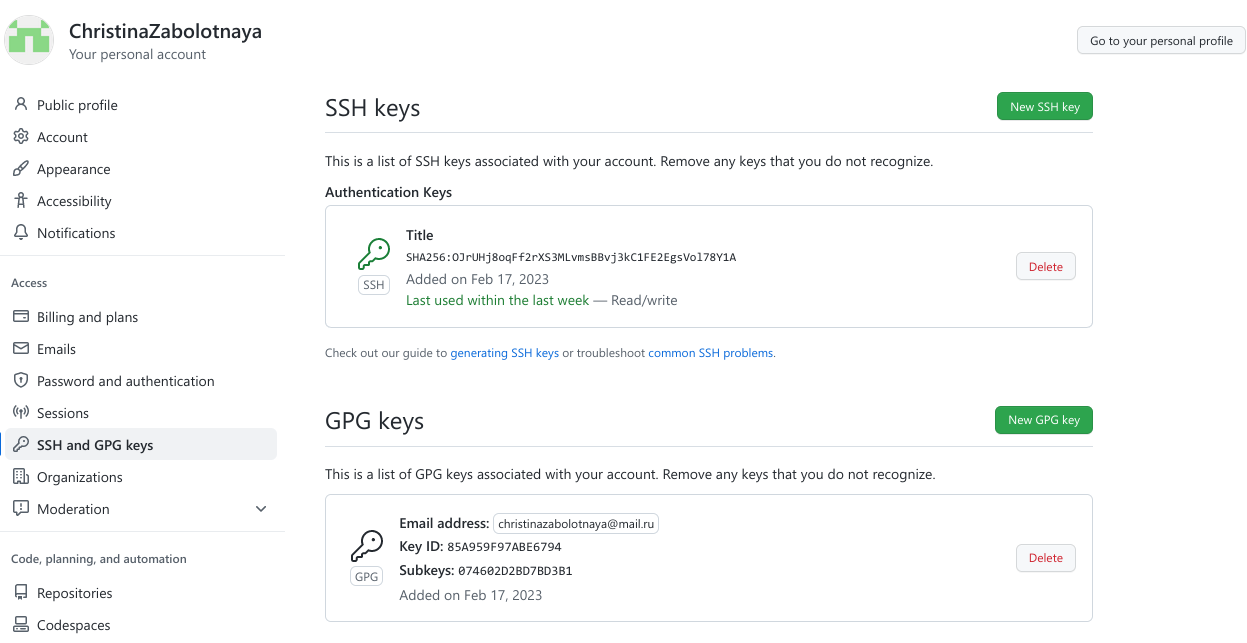 ChristinaZabolotnaya
Your personal account
Go to your personal profile
Public profile
Account
Appearance
Accessibility
Notifications
Access
Billing and plans
Emails
Password and authentication
Sessions
SSH and GPG keys
Organizations
Moderation
Code, planning, and automation
Repositories
Codespaces
SSH keys
New SSH key
This is a list of SSH keys associated with your account. Remove any keys that you do not recognize.
Authentication Keys
Title
SHA256:OJrUHj8oqFf2rXS3MLvmsBBvj3kC1FE2EgsVol78Y1A
Added on Feb 17, 2023
Last used within the last week — Read/write
SSH
Delete
Check out our guide to generating SSH keys or troubleshoot common SSH problems.
GPG keys
New GPG key
This is a list of GPG keys associated with your account. Remove any keys that you do not recognize.
Email address: christinazabolotnaya@mail.ru
Key ID: 85A959F97ABE6794
Subkeys: 074602D2BD7BD3B1
Added on Feb 17, 2023
GPG
Delete